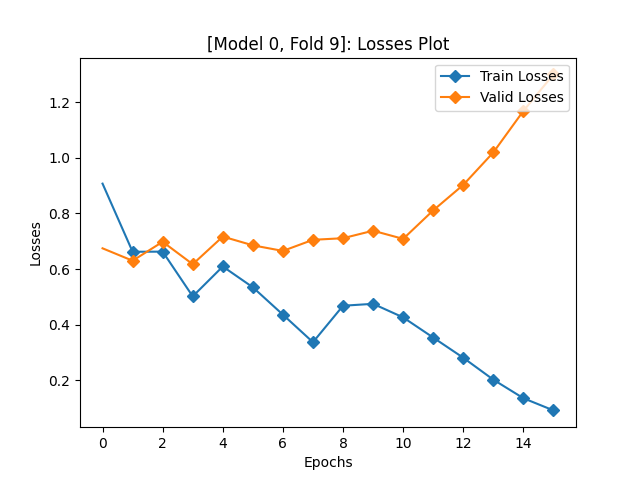 [Model 0, Fold 9]: Losses Plot
Train Losses
Valid Losses
1.2
1.0
0.8
0.6
0.4
0.2
Losses
0 2 4 6 8 10 12 14
Epochs